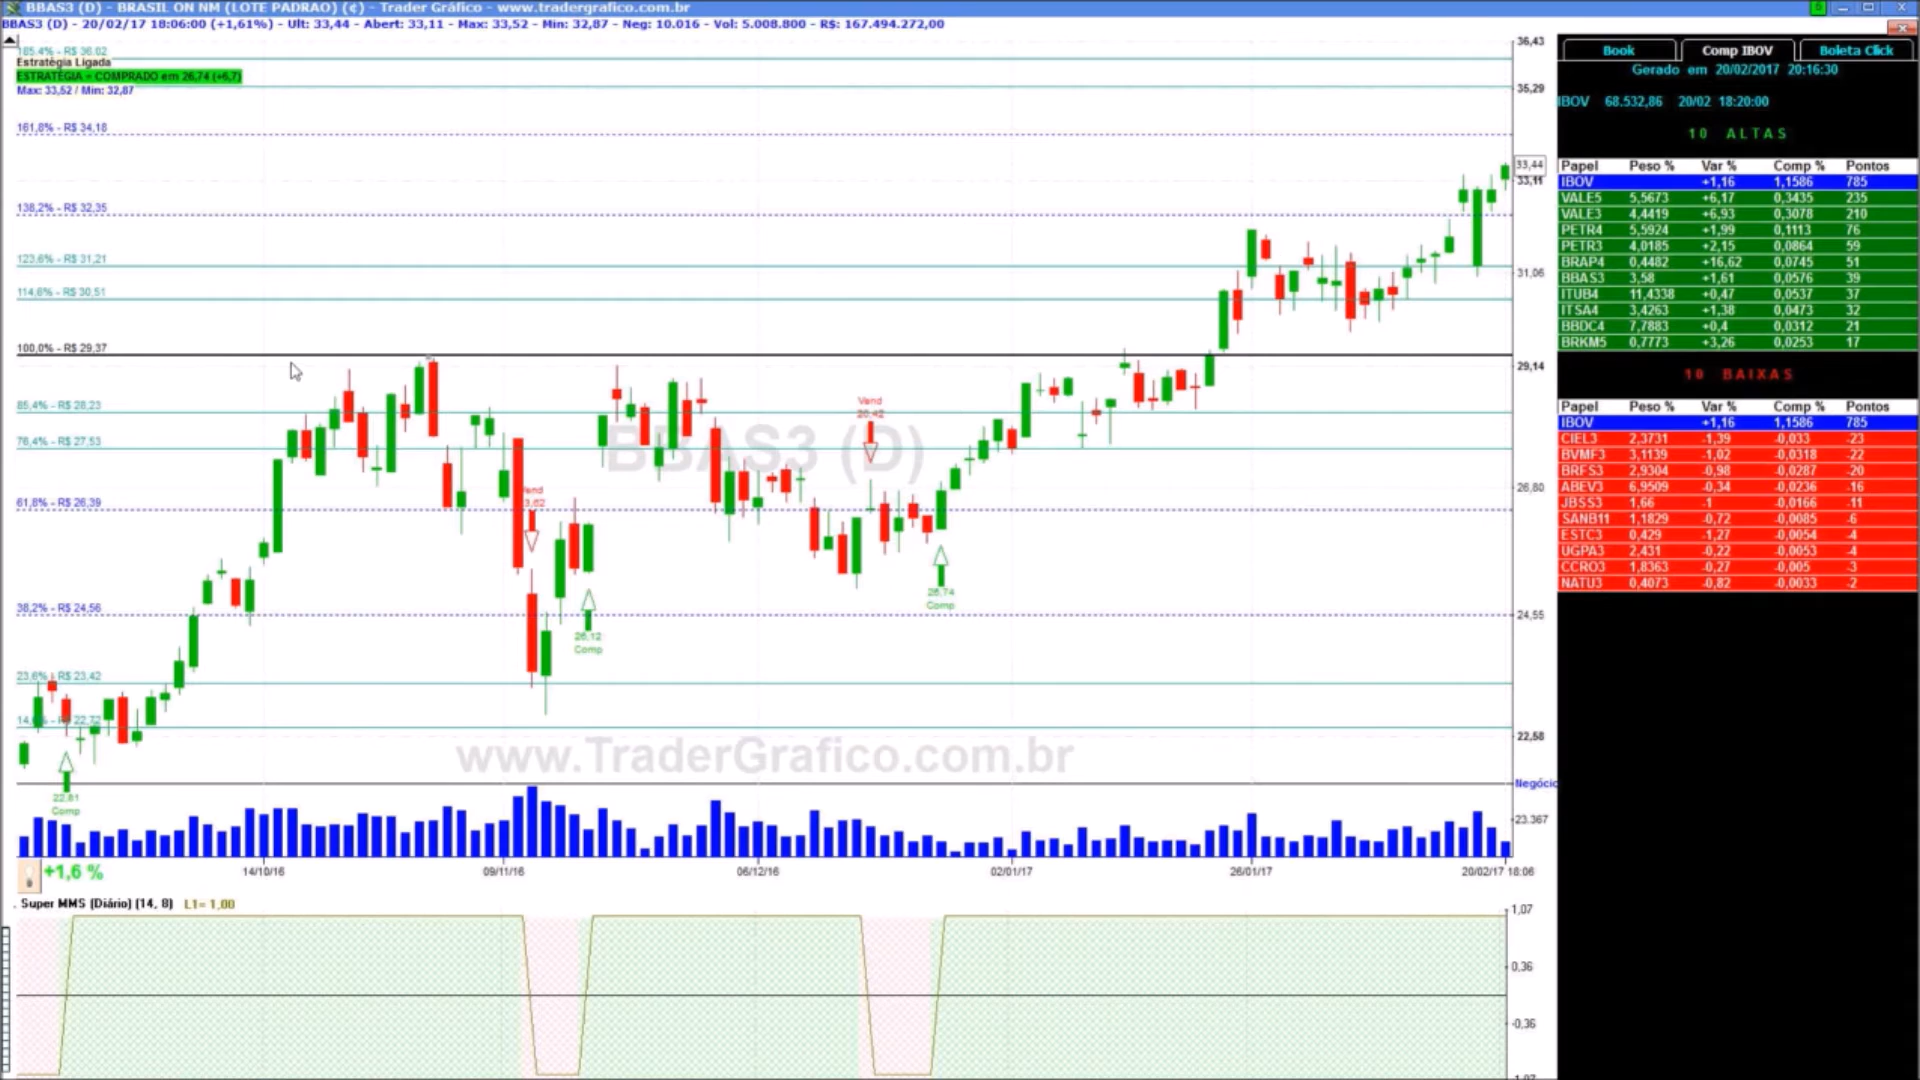 BBAS3 (D) - BRASIL ON NM (LOTE PADRAO) (¢) - Trader Gráfico - www.tradergrafico.com.br
BBAS3 (D) - 20/02/17 18:06:00 (+1,61%) - Ult: 33,44 - Abert: 33,11 - Max: 33,52 - Min: 32,87 - Neg: 10.016 - Vol: 5.008.800 - R$: 167.494.272,00
185.4% - R$ 36.02
Estratégia Ligada
ESTRATÉGIA = COMPRADO em 26,74 (+6,7)
Max: 33,52 / Min: 32,87
161,8% - R$ 34,18
138,2% - R$ 32,35
123,6% - R$ 31,21
114,6% - R$ 30,51
100,0% - R$ 29,37
85,4% - R$ 28,23
76,4% - R$ 27,53
61,8% - R$ 26,39
38,2% - R$ 24,56
23,6% - R$ 23,42
14,6% - R$ 22,72
36,43
35,29
33,44
33,11
31,06
29,14
26,80
24,55
22,58
Negócio
23.367
BBAS3 (D)
www.TraderGrafico.com.br
22,81
Comp
Vend
26,12
Comp
Vend
26,42
26,74
Comp
+1,6 %
14/10/16
09/11/16
06/12/16
02/01/17
26/01/17
20/02/17 18:06
. Super MMS (Diário) (14, 8) L1= 1,00
1,07
0,36
-0,36
-1,07
Book
Comp IBOV
Boleta Click
Gerado em 20/02/2017 20:16:30
IBOV 68.532,86 20/02 18:20:00
10 ALTAS
Papel Peso % Var % Comp % Pontos
IBOV +1,16 1,1586 785
VALE5 5,5673 +6,17 0,3435 235
VALE3 4,4419 +6,93 0,3078 210
PETR4 5,5924 +1,99 0,1113 76
PETR3 4,0185 +2,15 0,0864 59
BRAP4 0,4482 +16,62 0,0745 51
BBAS3 3,58 +1,61 0,0576 39
ITUB4 11,4338 +0,47 0,0537 37
ITSA4 3,4263 +1,38 0,0473 32
BBDC4 7,7883 +0,4 0,0312 21
BRKM5 0,7773 +3,26 0,0253 17
10 BAIXAS
Papel Peso % Var % Comp % Pontos
IBOV +1,16 1,1586 785
CIEL3 2,3731 -1,39 -0,033 -23
BVMF3 3,1139 -1,02 -0,0318 -22
BRFS3 2,9304 -0,98 -0,0287 -20
ABEV3 6,9509 -0,34 -0,0236 -16
JBSS3 1,66 -1 -0,0166 -11
SANB11 1,1829 -0,72 -0,0085 -6
ESTC3 0,429 -1,27 -0,0054 -4
UGPA3 2,431 -0,22 -0,0053 -4
CCRO3 1,8363 -0,27 -0,005 -3
NATU3 0,4073 -0,82 -0,0033 -2